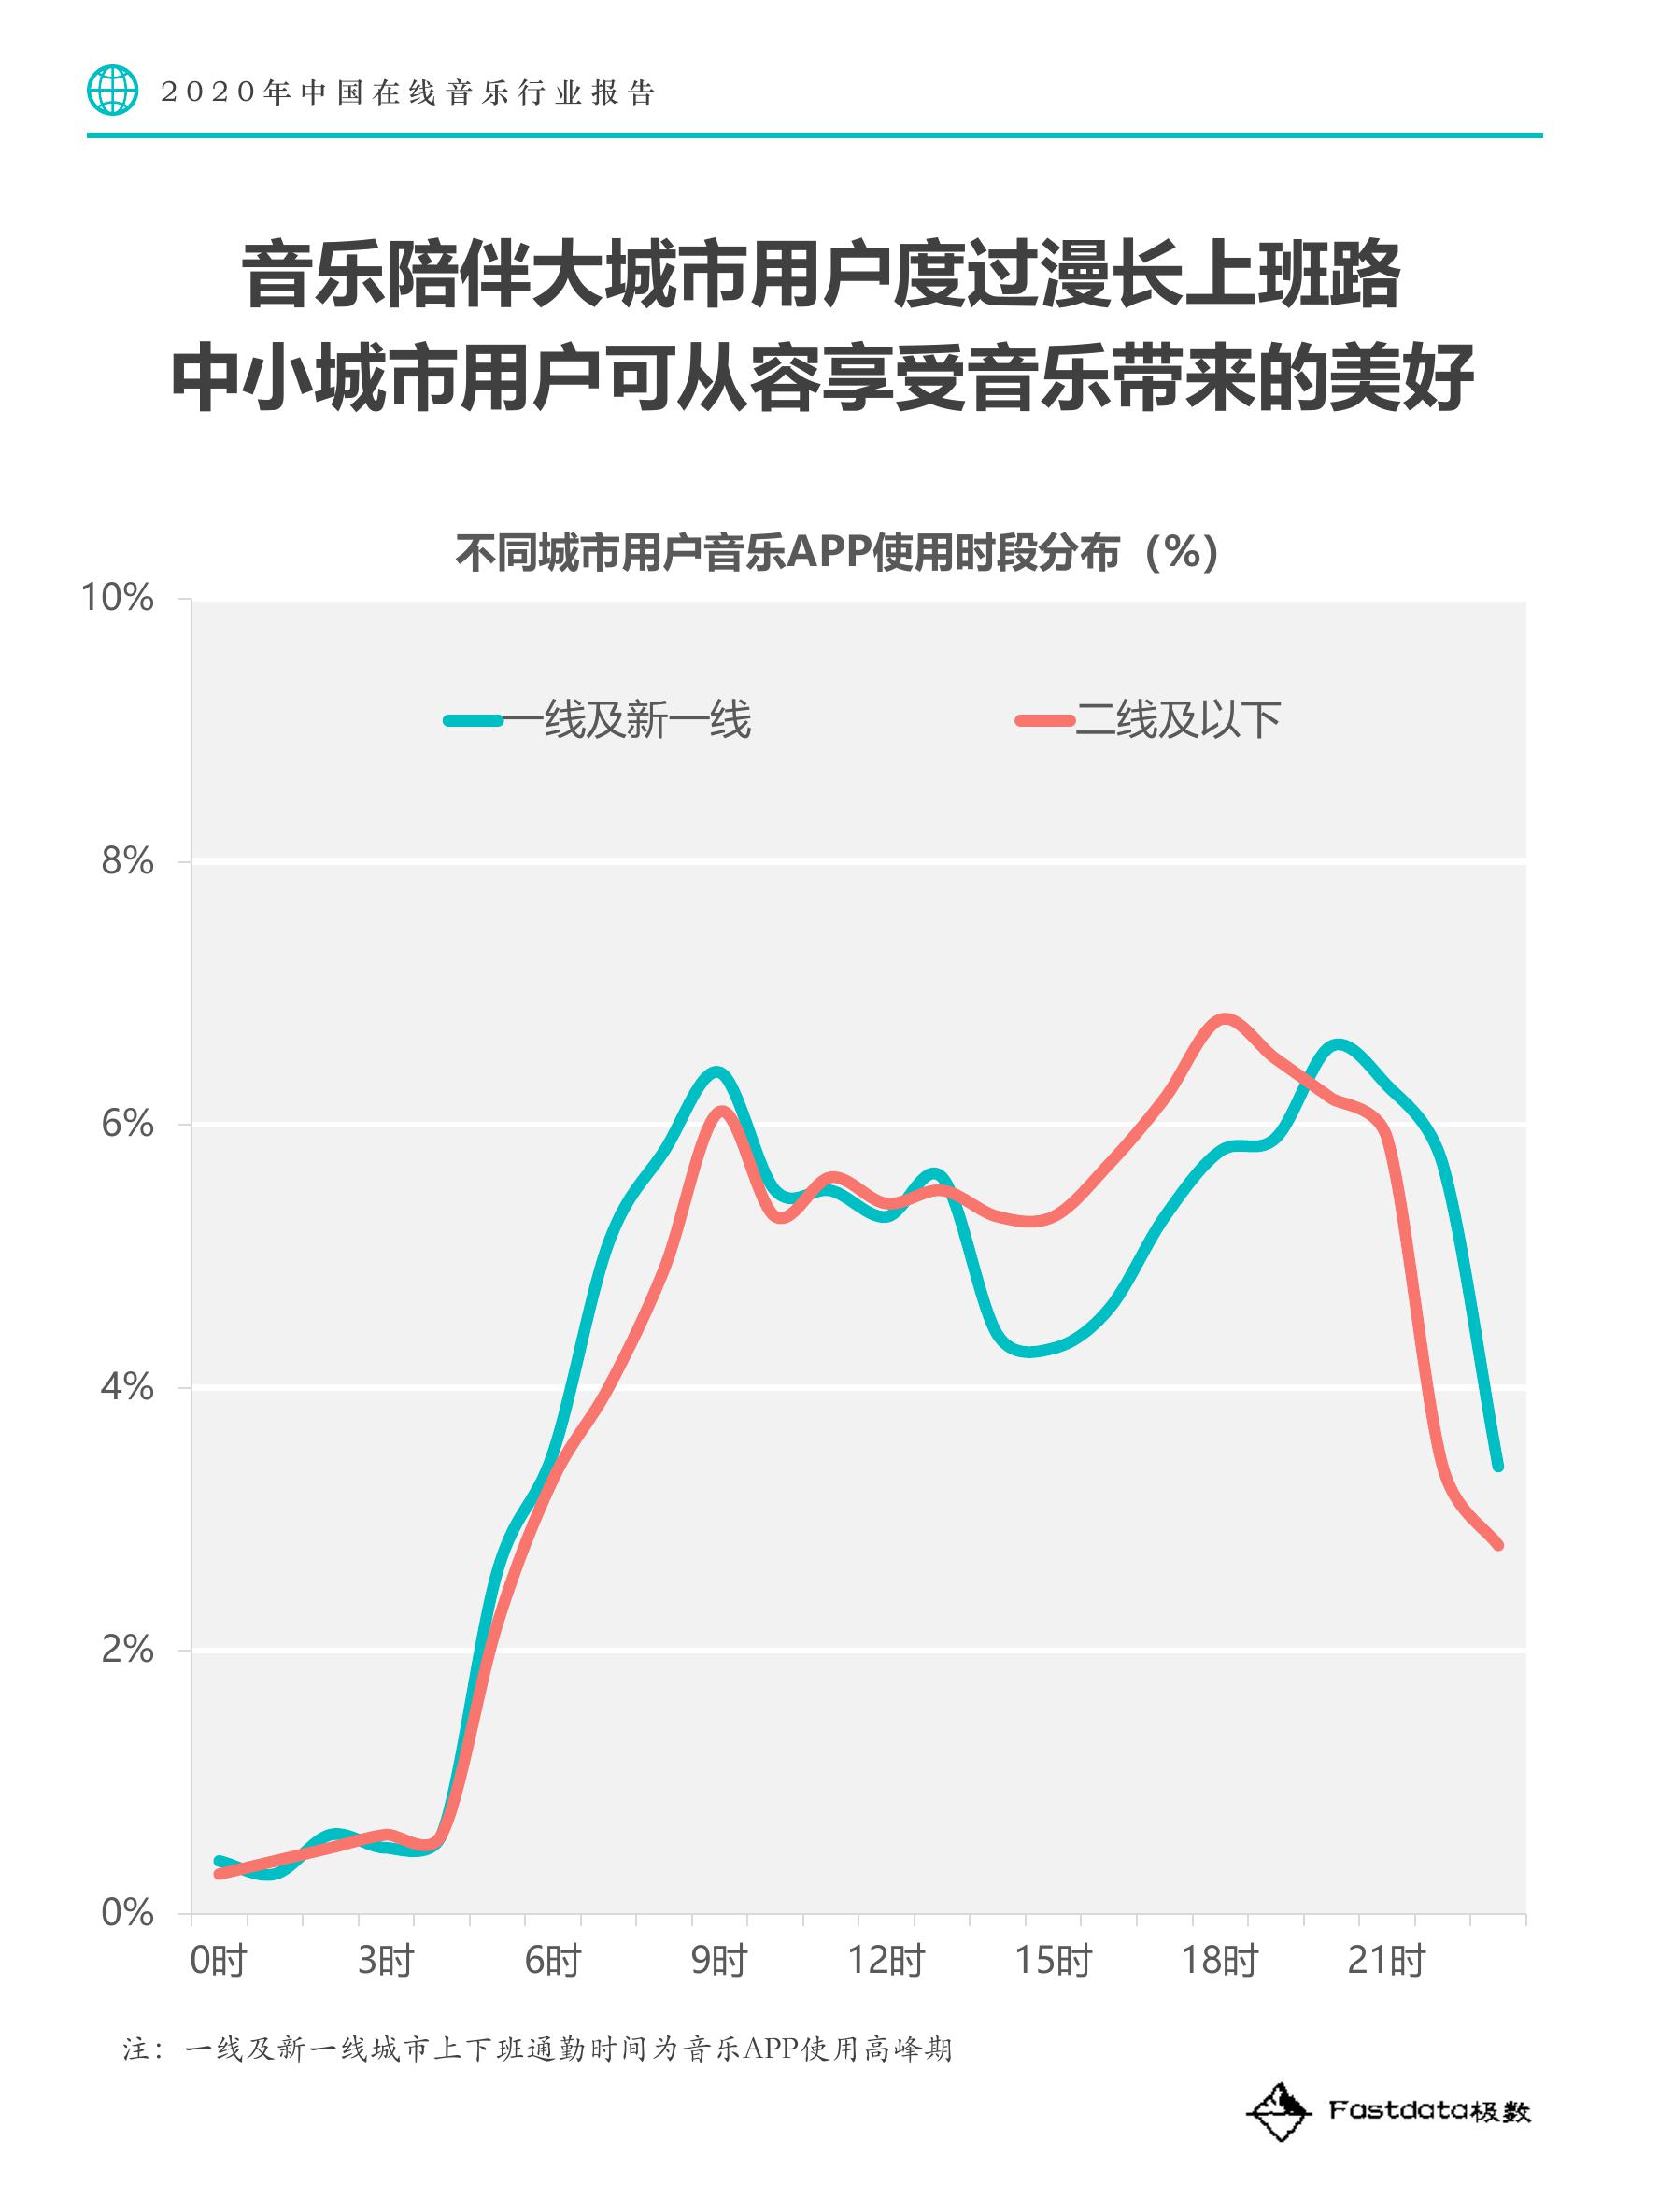 2020年中国在线音乐行业报告
音乐陪伴大城市用户度过漫长上班路
中小城市用户可从容享受音乐带来的美好
不同城市用户音乐APP使用时段分布（%）
10%
一线及新一线 二线及以下
8%
6%
4%
2%
0%
0时 3时 6时 9时 12时 15时 18时 21时
注：一线及新一线城市上下班通勤时间为音乐APP使用高峰期
Fastdata极数